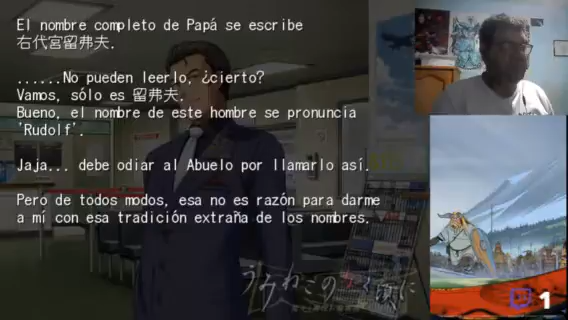 El nombre completo de Papá se escribe
右代宮留弗夫.
......No pueden leerlo, ¿cierto?
Vamos, sólo es 留弗夫.
Bueno, el nombre de este hombre se pronuncia
'Rudolf'.
Jaja... debe odiar al Abuelo por llamarlo así.
Pero de todos modos, esa no es razón para darme
a mí con esa tradición extraña de los nombres.
うみねこのなく頃に
1